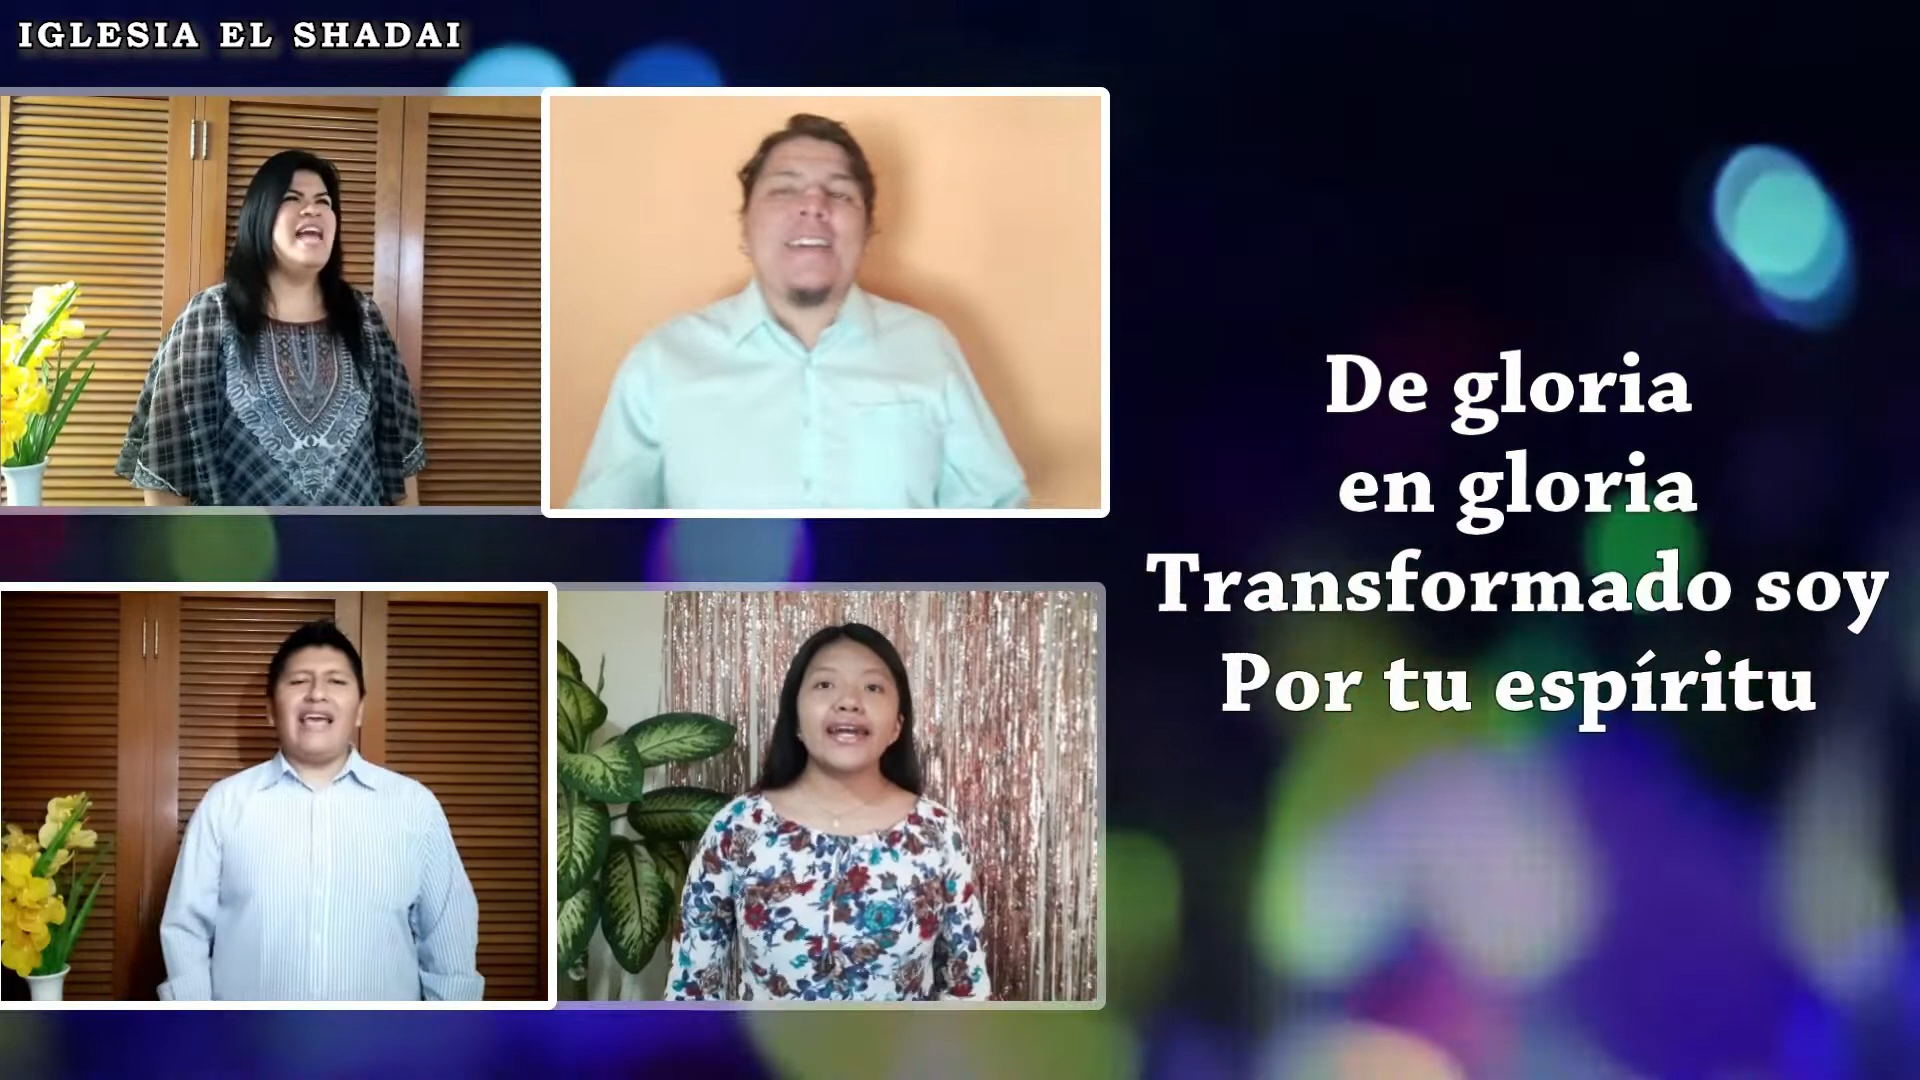 IGLESIA EL SHADAI
De gloria
en gloria
Transformado soy
Por tu espíritu